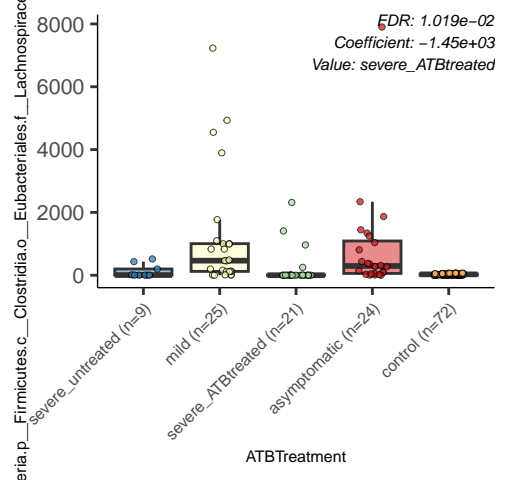 eria.p__Firmicutes.c__Clostridia.o__Eubacteriales.f__Lachnospirace
8000
6000
4000
2000
0
FDR: 1.019e−02
Coefficient: −1.45e+03
Value: severe_ATBtreated
severe_untreated (n=9)
mild (n=25)
severe_ATBtreated (n=21)
asymptomatic (n=24)
control (n=72)
ATBTreatment